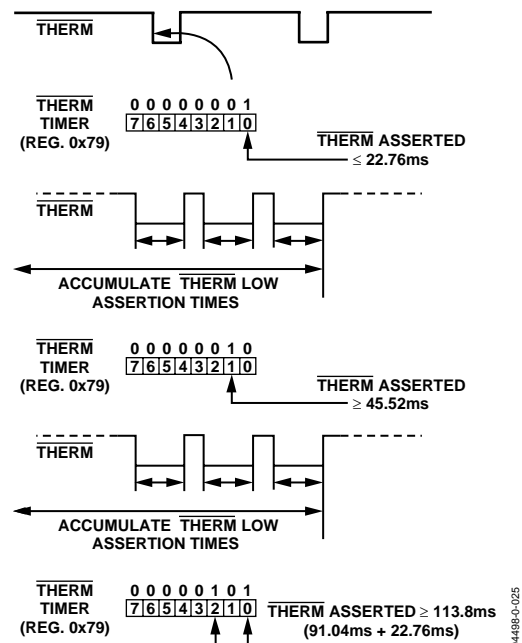 THERM
THERM
TIMER
(REG. 0x79)
0 0 0 0 0 0 0 1
7 6 5 4 3 2 1 0
THERM ASSERTED
≤ 22.76ms
THERM
ACCUMULATE THERM LOW
ASSERTION TIMES
THERM
TIMER
(REG. 0x79)
0 0 0 0 0 0 1 0
7 6 5 4 3 2 1 0
THERM ASSERTED
≥ 45.52ms
THERM
ACCUMULATE THERM LOW
ASSERTION TIMES
THERM
TIMER
(REG. 0x79)
0 0 0 0 0 1 0 1
7 6 5 4 3 2 1 0
THERM ASSERTED ≥ 113.8ms
(91.04ms + 22.76ms)
4498-0-025